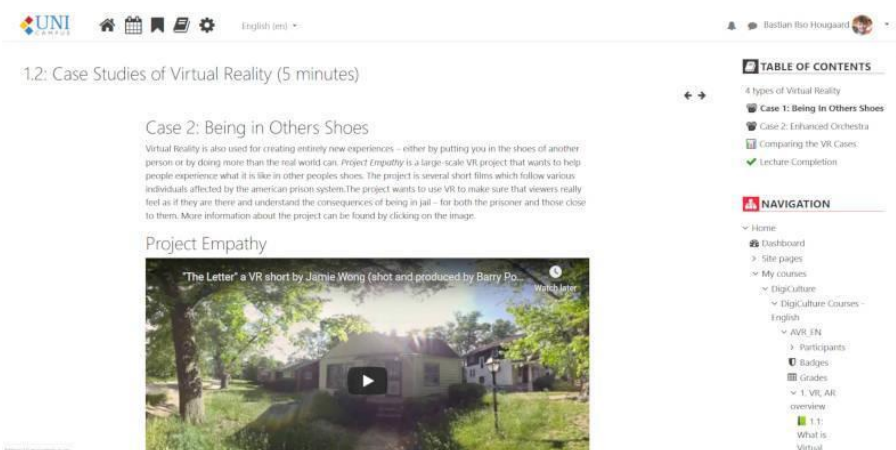 UNI
CAMPUS
English (en)
Bastian Ilso Hougaard
1.2: Case Studies of Virtual Reality (5 minutes)
Case 2: Being in Others Shoes
Virtual Reality is also used for creating entirely new experiences – either by putting you in the shoes of another
person or by doing more than the real world can. Project Empathy is a large-scale VR project that wants to help
people experience what it is like in other peoples shoes. The project is several short films which follow various
individuals affected by the american prison system.The project wants to use VR to make sure that viewers really
feel as if they are there and understand the consequences of being in jail – for both the prisoner and those close
to them. More information about the project can be found by clicking on the image.
Project Empathy
"The Letter" a VR short by Jamie Wong (shot and produced by Barry Po...
Watch later
TABLE OF CONTENTS
4 types of Virtual Reality
Case 1: Being In Others Shoes
Case 2: Enhanced Orchestra
Comparing the VR Cases
Lecture Completion
NAVIGATION
Home
Dashboard
Site pages
My courses
DigiCulture
DigiCulture Courses -
English
AVR_EN
Participants
Badges
Grades
1. VR, AR
overview
1.1:
What is
Virtual